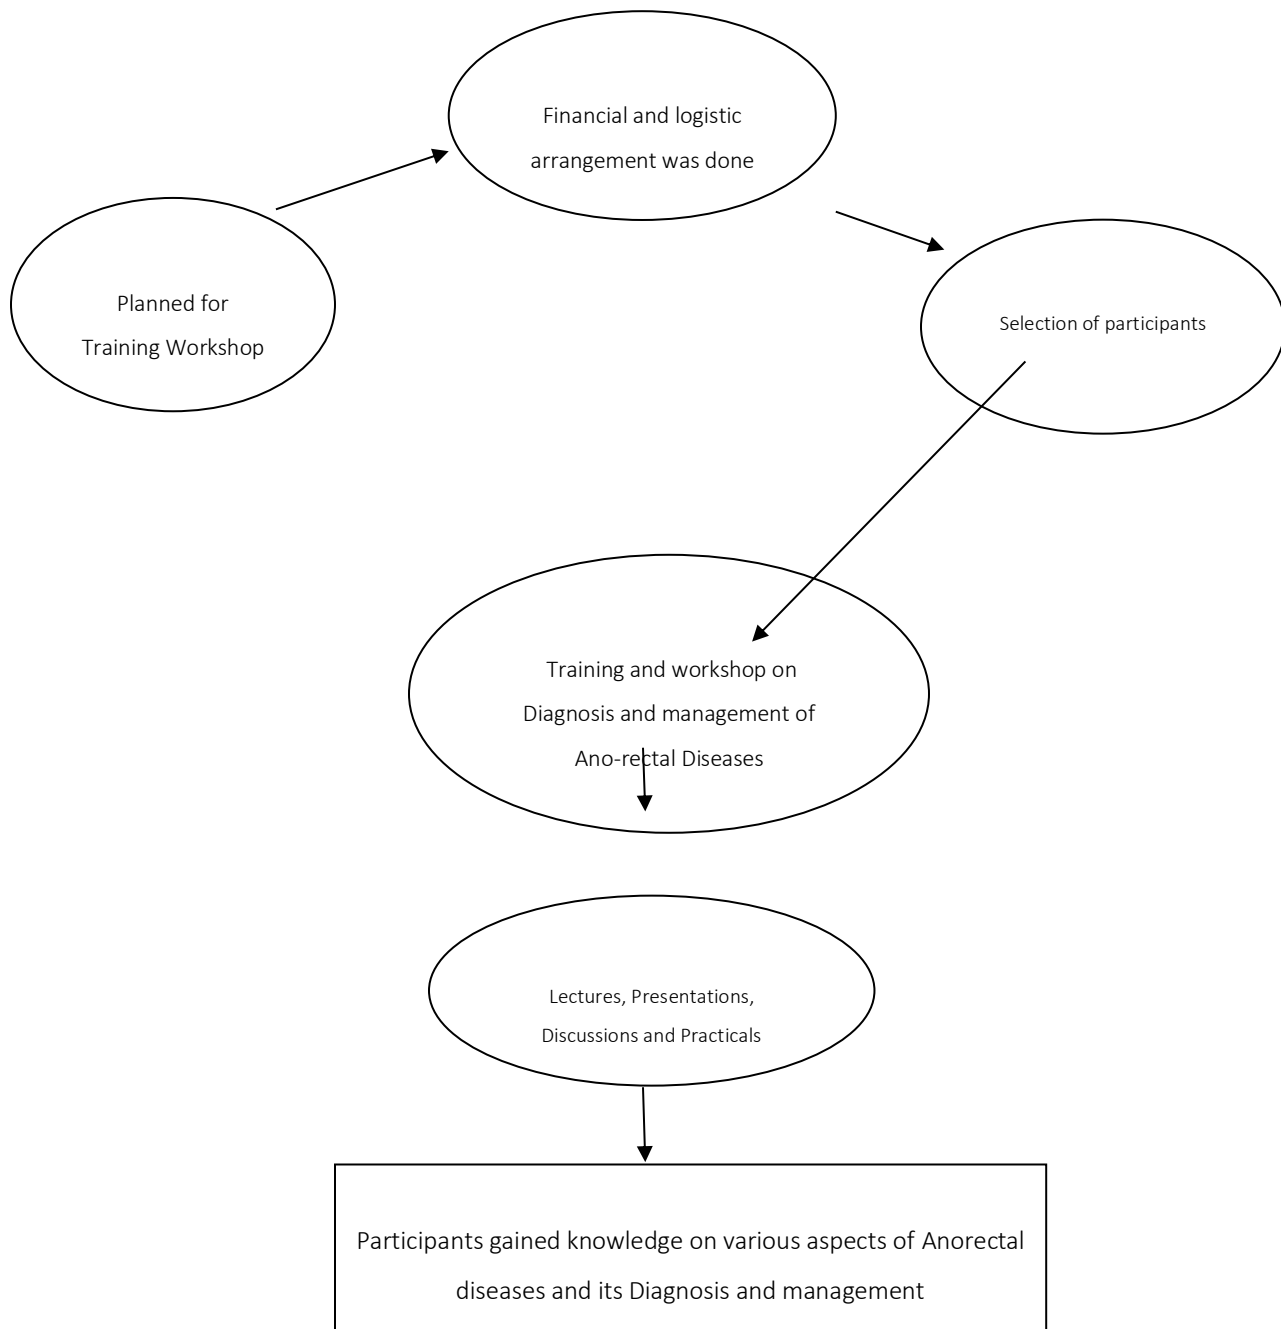 Financial and logistic
arrangement was done
Planned for
Training Workshop
Selection of participants
Training and workshop on
Diagnosis and management of
Ano-rectal Diseases
Lectures, Presentations,
Discussions and Practicals
Participants gained knowledge on various aspects of Anorectal
diseases and its Diagnosis and management